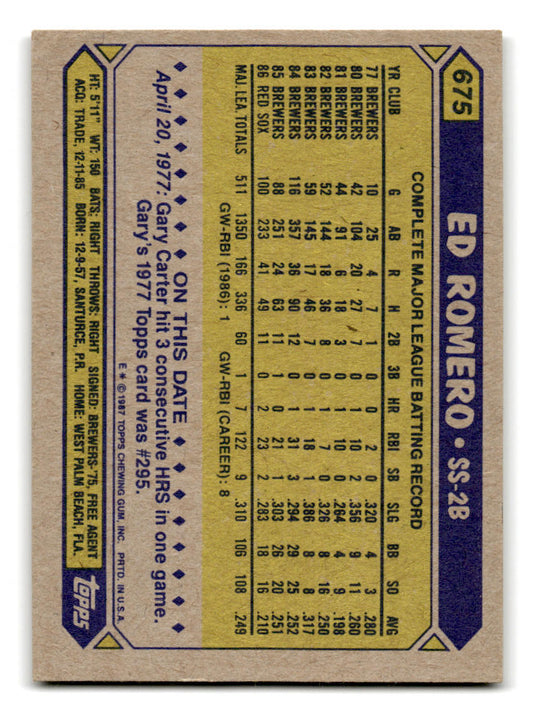 675 ED ROMERO • SS-2B
COMPLETE MAJOR LEAGUE BATTING RECORD
YR CLUB G AB R H 2B 3B HR RBI SB SLG BB SO AVG
77 BREWERS 10 25 4 7 1 0 0 2 0 .320 4 3 .280
80 BREWERS 42 104 20 27 7 0 1 10 2 .356 9 11 .260
81 BREWERS 44 91 6 18 3 0 1 10 0 .264 4 9 .198
82 BREWERS 52 144 18 36 8 0 1 7 0 .326 8 16 .250
83 BREWERS 59 145 17 46 7 0 1 18 1 .386 8 8 .317
84 BREWERS 116 357 36 90 12 0 1 31 3 .294 29 25 .252
85 BREWERS 88 251 24 63 11 1 0 21 1 .303 26 20 .251
86 RED SOX 100 233 41 49 11 0 2 23 2 .283 18 16 .210
MAJ. LEA TOTALS 511 1350 166 336 60 1 7 122 9 .310 106 108 .249
GW-RBI (1986): 1 GW-RBI (CAREER): 8
ON THIS DATE
April 20, 1977: Gary Carter hit 3 consecutive HRS in one game.
Gary's 1977 Topps card was #295.
E* ©1987 TOPPS CHEWING GUM, INC. PRTD. IN U.S.A.
HT: 5'11" WT: 150 BATS: RIGHT THROWS: RIGHT SIGNED: BREWERS-'75, FREE AGENT
ACQ: TRADE, 12-11-85 BORN: 12-9-57, SANTURCE, P.R. HOME: WEST PALM BEACH, FLA.
TOPPS